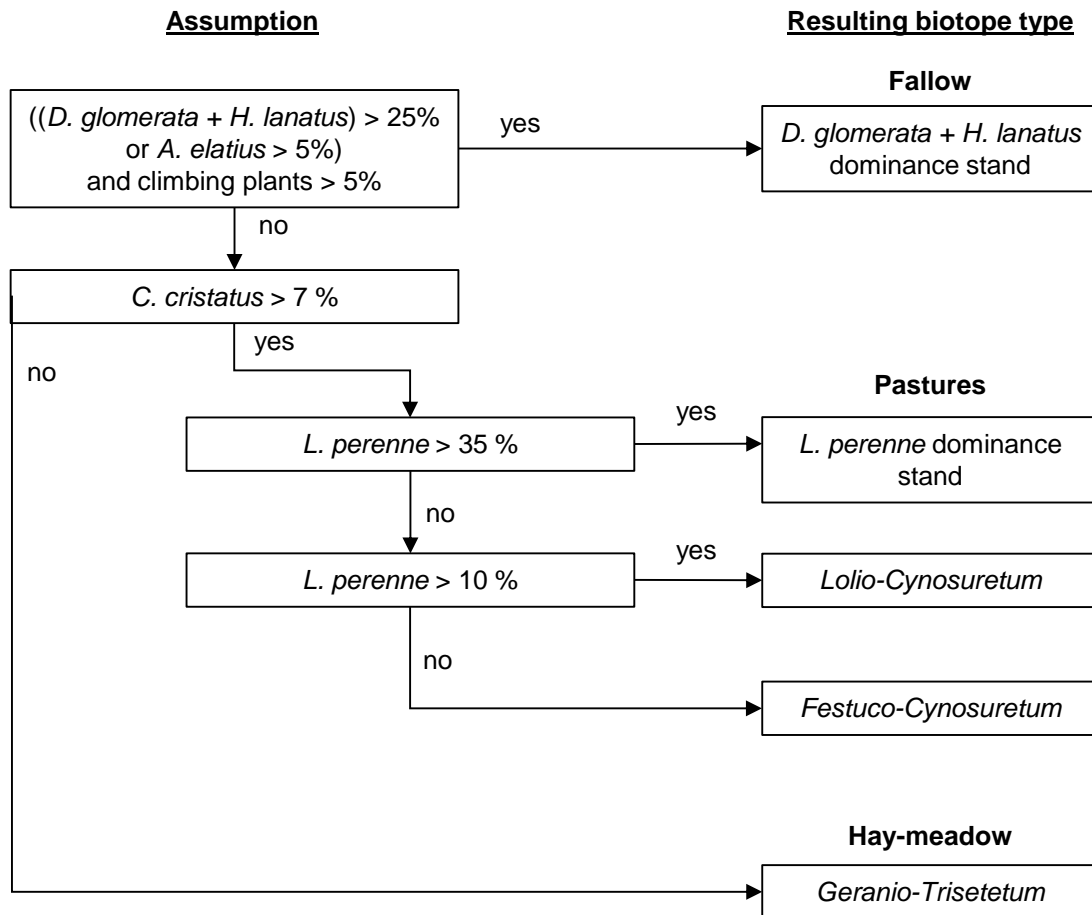 Assumption
Resulting biotope type
Fallow
((D. glomerata + H. lanatus) > 25%
or A. elatius > 5%)
and climbing plants > 5%
yes
D. glomerata + H. lanatus
dominance stand
no
C. cristatus > 7 %
yes
no
Pastures
L. perenne > 35 %
yes
L. perenne dominance
stand
no
L. perenne > 10 %
yes
Lolio-Cynosuretum
no
Festuco-Cynosuretum
Hay-meadow
Geranio-Trisetetum